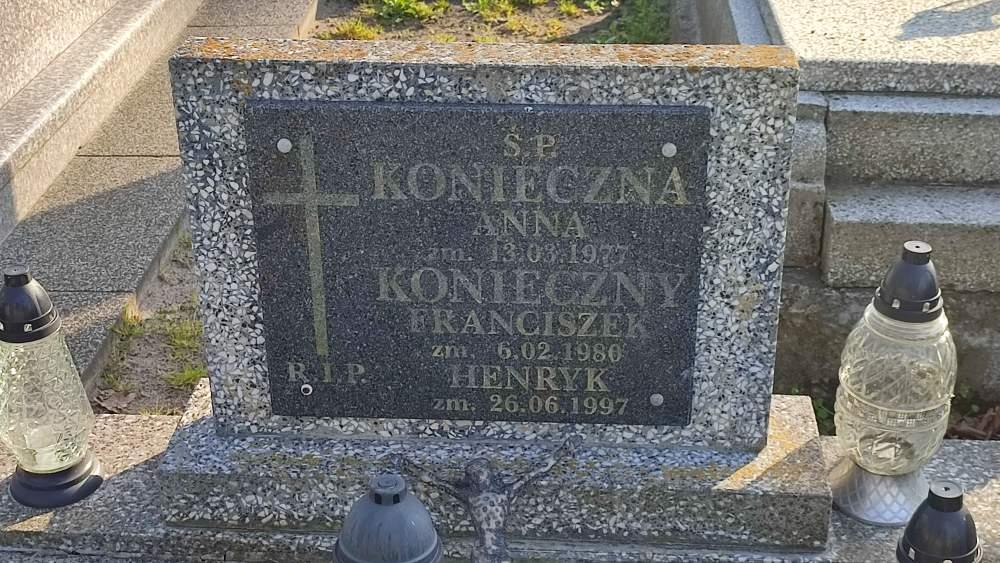 Ś.P.
KONIECZNA
ANNA
zm. 13.03.1977
KONIECZNY
FRANCISZEK
zm. 6.02.1980
HENRYK
zm. 26.06.1997
R.I.P.